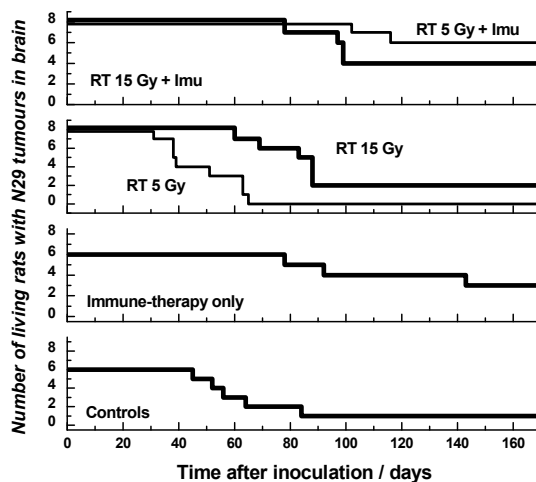 Number of living rats with N29 tumours in brain
8
6
4
2
0
RT 5 Gy + Imu
RT 15 Gy + Imu
8
6
4
2
0
RT 15 Gy
RT 5 Gy
8
6
4
2
0
Immune-therapy only
8
6
4
2
0
Controls
0 20 40 60 80 100 120 140 160
Time after inoculation / days